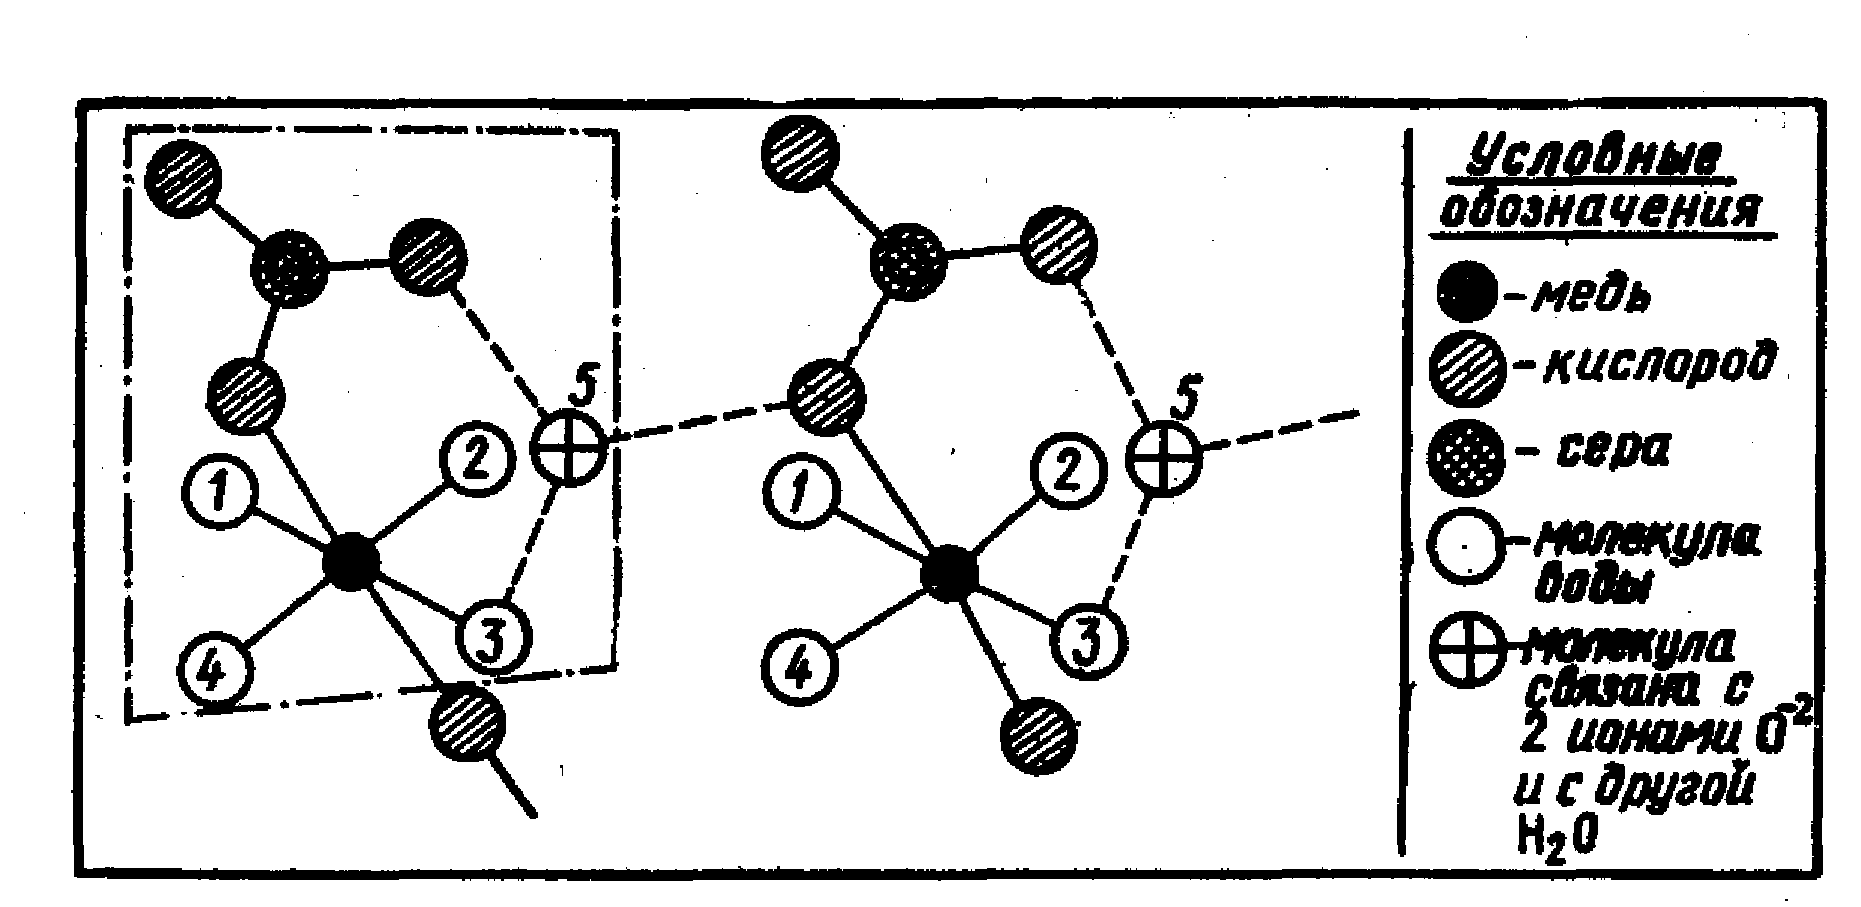 5
2
1
3
4
5
2
1
3
4
Условные
обозначения
- медь
- кислород
- сера
- молекула
воды
- молекула
связана с
2 ионами O⁻²
и с другой
H₂O